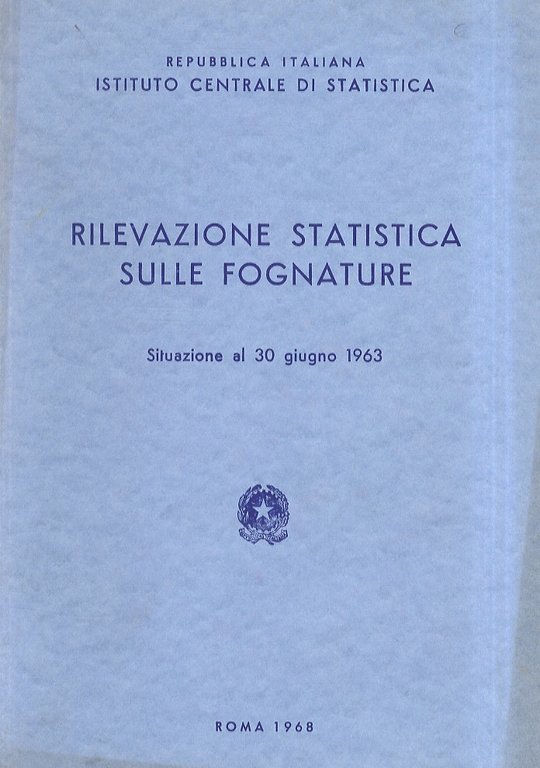 REPUBBLICA ITALIANA
ISTITUTO CENTRALE DI STATISTICA
RILEVAZIONE STATISTICA
SULLE FOGNATURE
Situazione al 30 giugno 1963
ROMA 1968